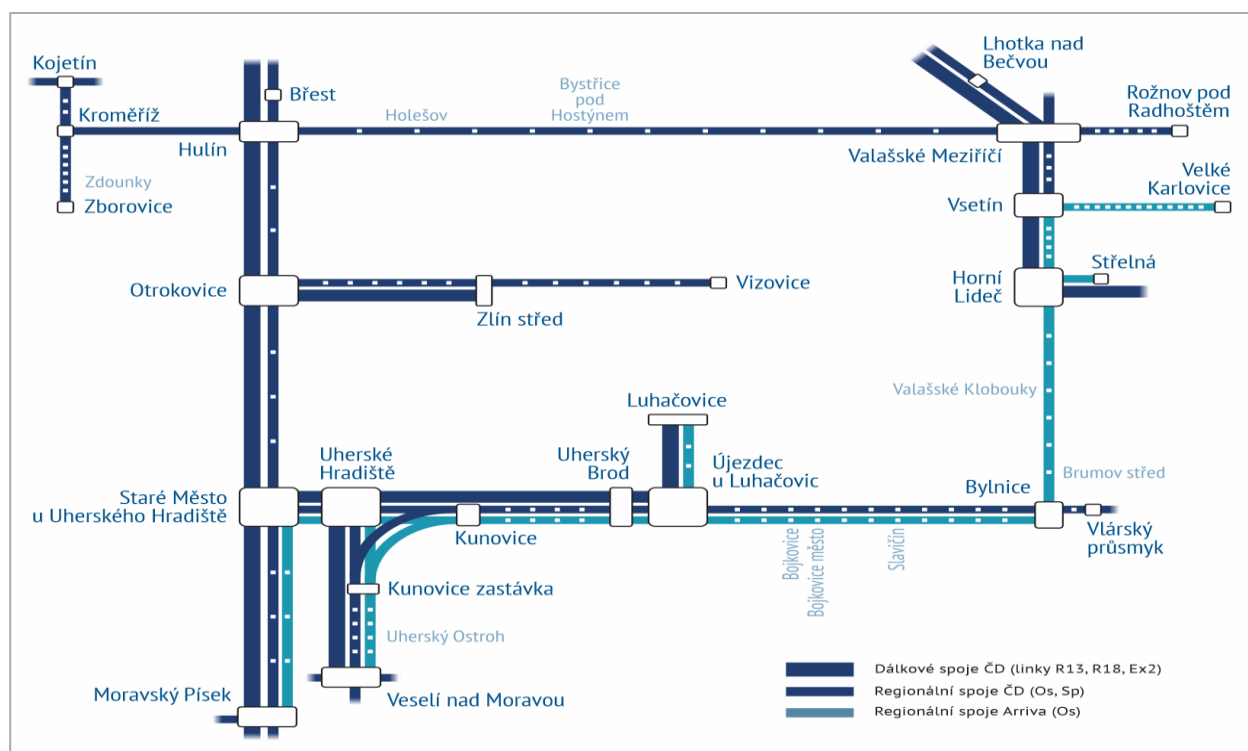 Kojetín
Kroměříž
Zdounky
Zborovice
Břest
Hulín
Holešov
Bystřice
pod
Hostýnem
Lhotka nad
Bečvou
Rožnov pod
Radhoštěm
Valašské Meziříčí
Velké
Karlovice
Vsetín
Střelná
Horní
Lideč
Otrokovice
Zlín střed
Vizovice
Valašské Klobouky
Brumov střed
Luhačovice
Uherské
Hradiště
Uherský
Brod
Újezdec
u Luhačovic
Bylnice
Staré Město
u Uherského Hradiště
Kunovice
Vlárský
průsmyk
Bojkovice
Bojkovice město
Slavičín
Kunovice zastávka
Uherský Ostroh
Moravský Písek
Veselí nad Moravou
Dálkové spoje ČD (linky R13, R18, Ex2)
Regionální spoje ČD (Os, Sp)
Regionální spoje Arriva (Os)